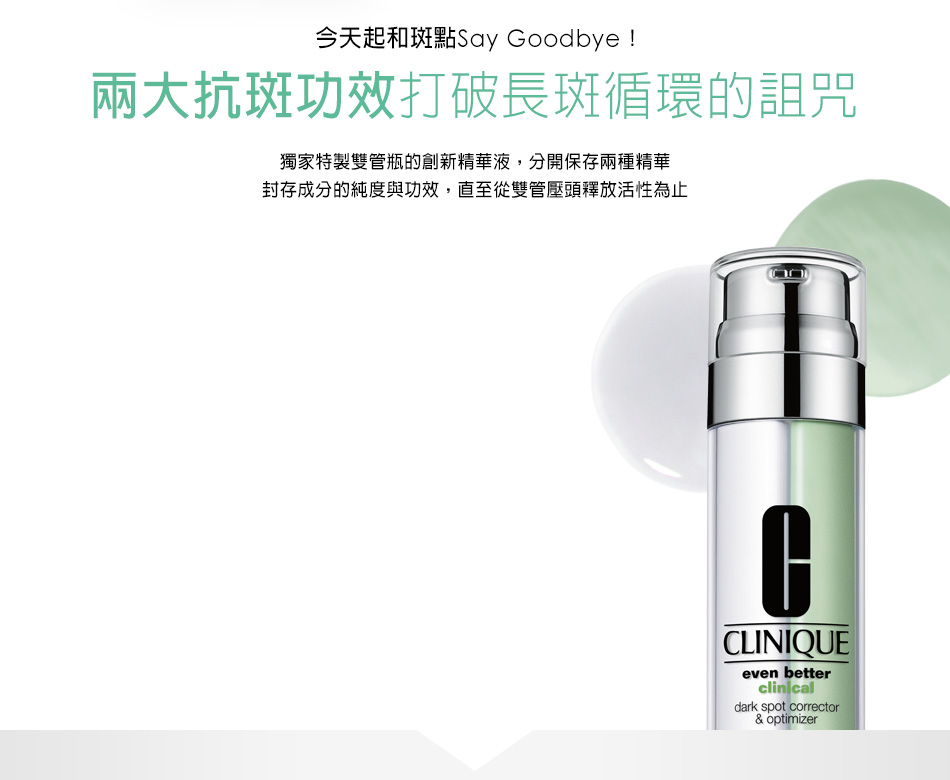 今天起和斑點Say Goodbye！
兩大抗斑功效打破長斑循環的詛咒
獨家特製雙管瓶的創新精華液，分開保存兩種精華
封存成分的純度與功效，直至從雙管壓頭釋放活性為止
CLINIQUE
even better
clinical
dark spot corrector
& optimizer